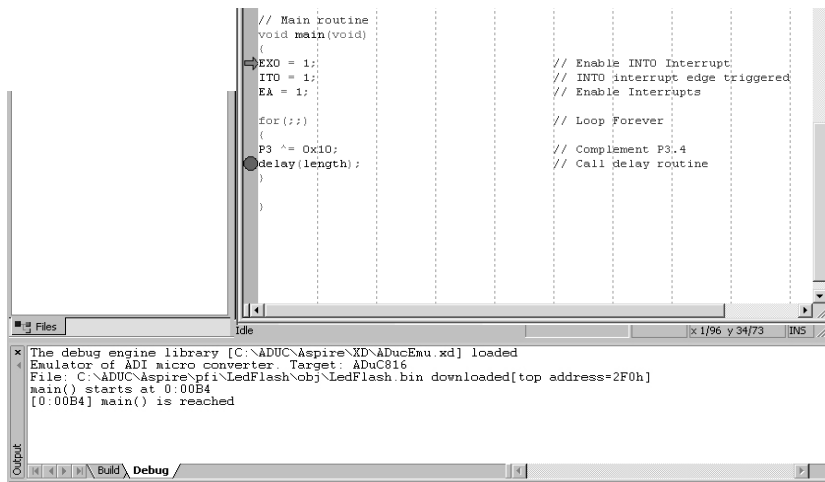 // Main routine
void main(void)
{
EX0 = 1; // Enable INT0 Interrupt
IT0 = 1; // INT0 interrupt edge triggered
EA = 1; // Enable Interrupts
for(;;) // Loop Forever
{
P3 ^= 0x10; // Complement P3.4
delay(length); // Call delay routine
}
}
Files
Idle
x 1/96 y 34/73 INS
The debug engine library [C:\ADUC\Aspire\XD\ADucEmu.xd] loaded
Emulator of ADI micro converter. Target: ADuC816
File: C:\ADUC\Aspire\pfi\LedFlash\obj\LedFlash.bin downloaded[top address=2F0h]
main() starts at 0:00B4
[0:00B4] main() is reached
Output
Build Debug